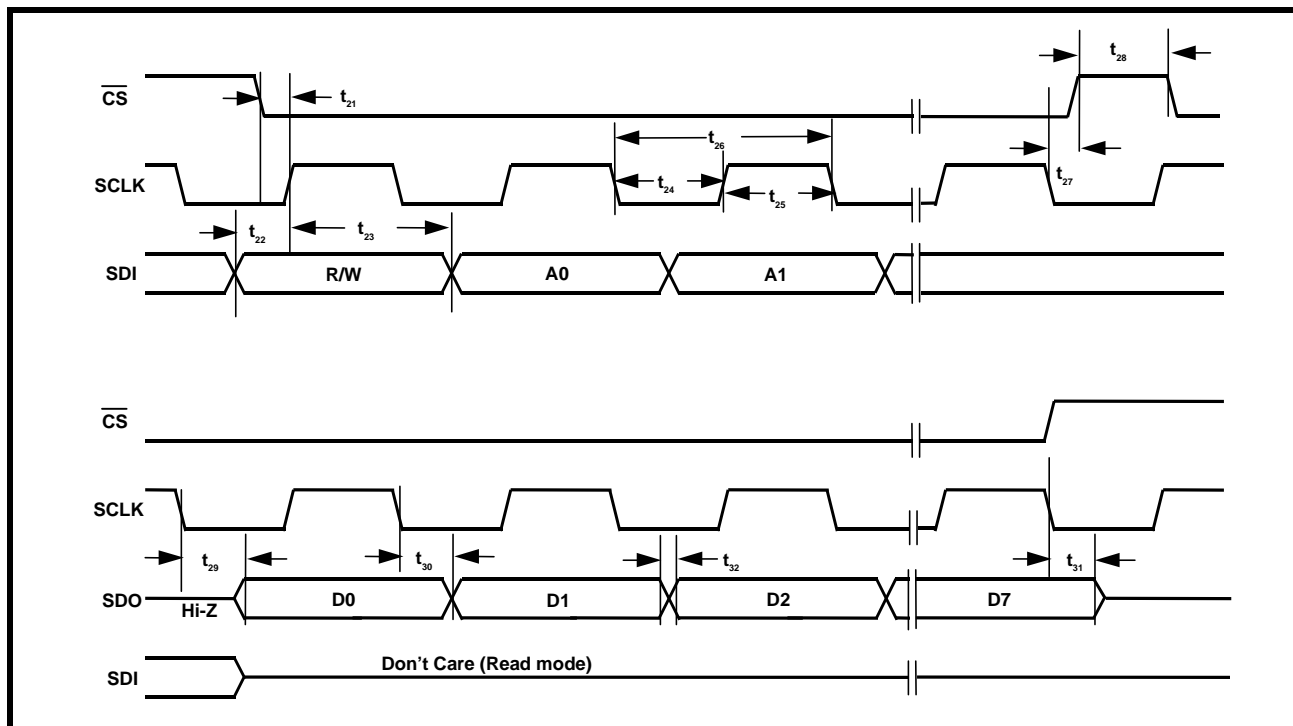 t28
CS
t21
t26
SCLK
t24
t25
t27
t22
t23
SDI
R/W
A0
A1
CS
SCLK
t29
t30
t32
t31
SDO
Hi-Z
D0
D1
D2
D7
Don't Care (Read mode)
SDI